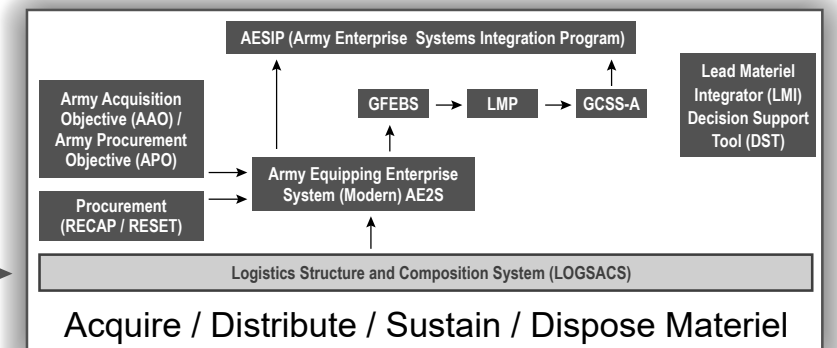 AESIP (Army Enterprise Systems Integration Program)
Army Acquisition
Objective (AAO) /
Army Procurement
Objective (APO)
GFEBS
LMP
GCSS-A
Lead Materiel
Integrator (LMI)
Decision Support
Tool (DST)
Army Equipping Enterprise
System (Modern) AE2S
Procurement
(RECAP / RESET)
Logistics Structure and Composition System (LOGSACS)
Acquire / Distribute / Sustain / Dispose Materiel